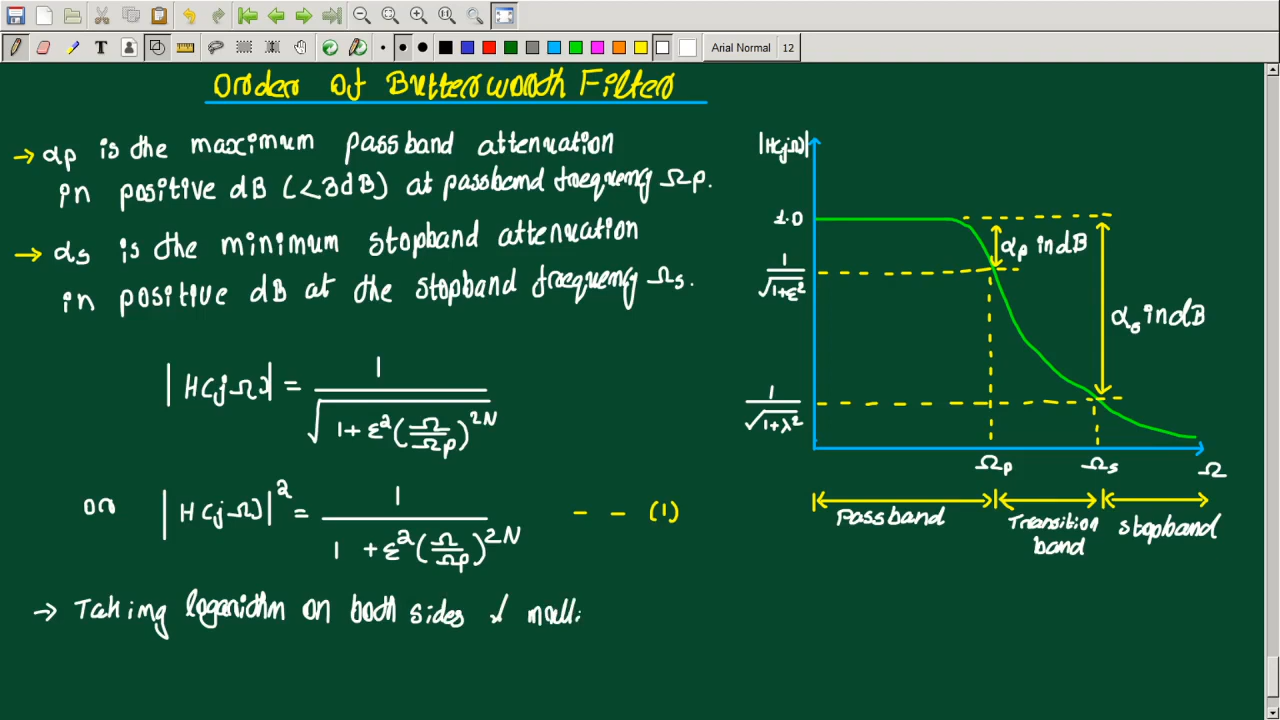 Arial Normal 12
Order of Butterworth Filter
→ αp is the maximum passband attenuation
in positive dB (<3dB) at passband frequency Ωp.
→ αs is the minimum stopband attenuation
in positive dB at the stopband frequency Ωs.
|H(jΩ)| = 1 / √(1+ε²(Ω/Ωp)^2N)
or |H(jΩ)|² = 1 / (1+ε²(Ω/Ωp)^2N) - - (1)
→ Taking logarithm on both sides &
|H(jΩ)|
1.0
αp in dB
1/√(1+ε²)
αs in dB
1/√(1+λ²)
Ωp Ωs Ω
Passband Transition band Stopband